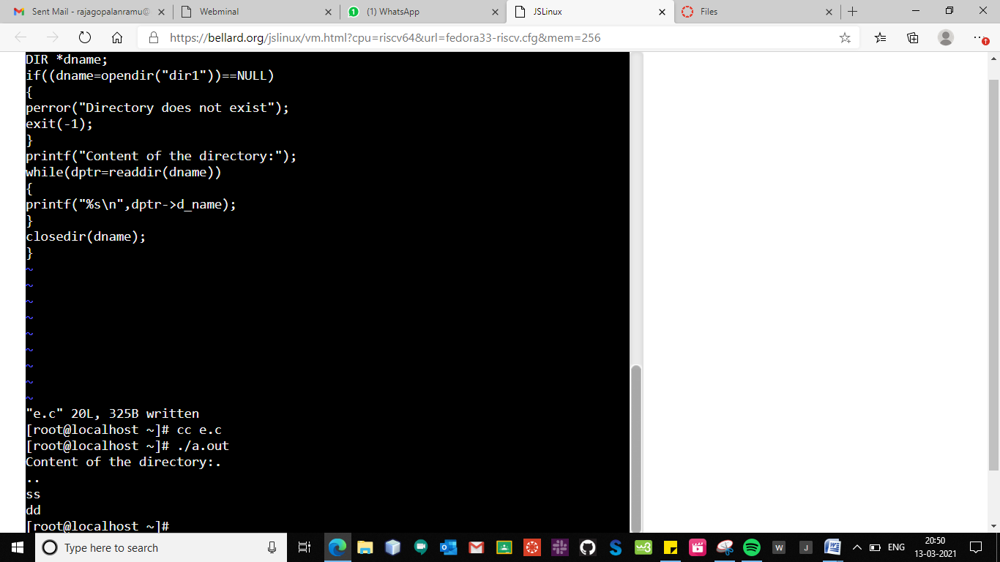 Sent Mail - rajagopalanramu@
Webminal
(1) WhatsApp
JSLinux
Files
https://bellard.org/jslinux/vm.html?cpu=riscv64&url=fedora33-riscv.cfg&mem=256
DIR *dname;
if((dname=opendir("dir1"))==NULL)
{
perror("Directory does not exist");
exit(-1);
}
printf("Content of the directory:");
while(dptr=readdir(dname))
{
printf("%s\n",dptr->d_name);
}
closedir(dname);
}
~
~
~
~
~
~
~
~
~
"e.c" 20L, 325B written
[root@localhost ~]# cc e.c
[root@localhost ~]# ./a.out
Content of the directory:.
..
ss
dd
[root@localhost ~]#
Type here to search
S
w3
W
J
ENG
20:50
13-03-2021